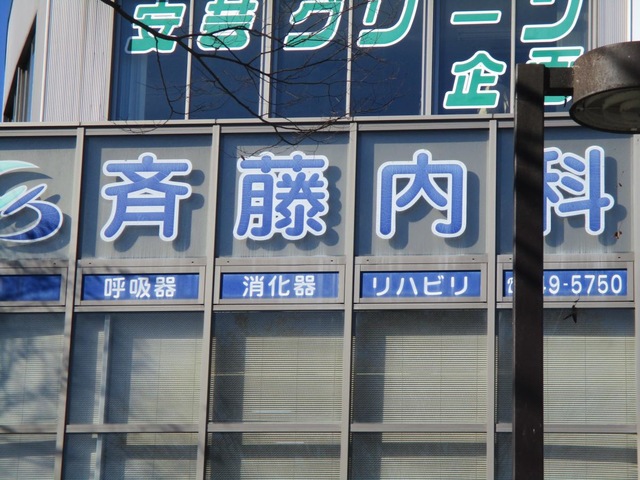 安芸グリーン
企画
斉藤内科
呼吸器 消化器 リハビリ 49-5750